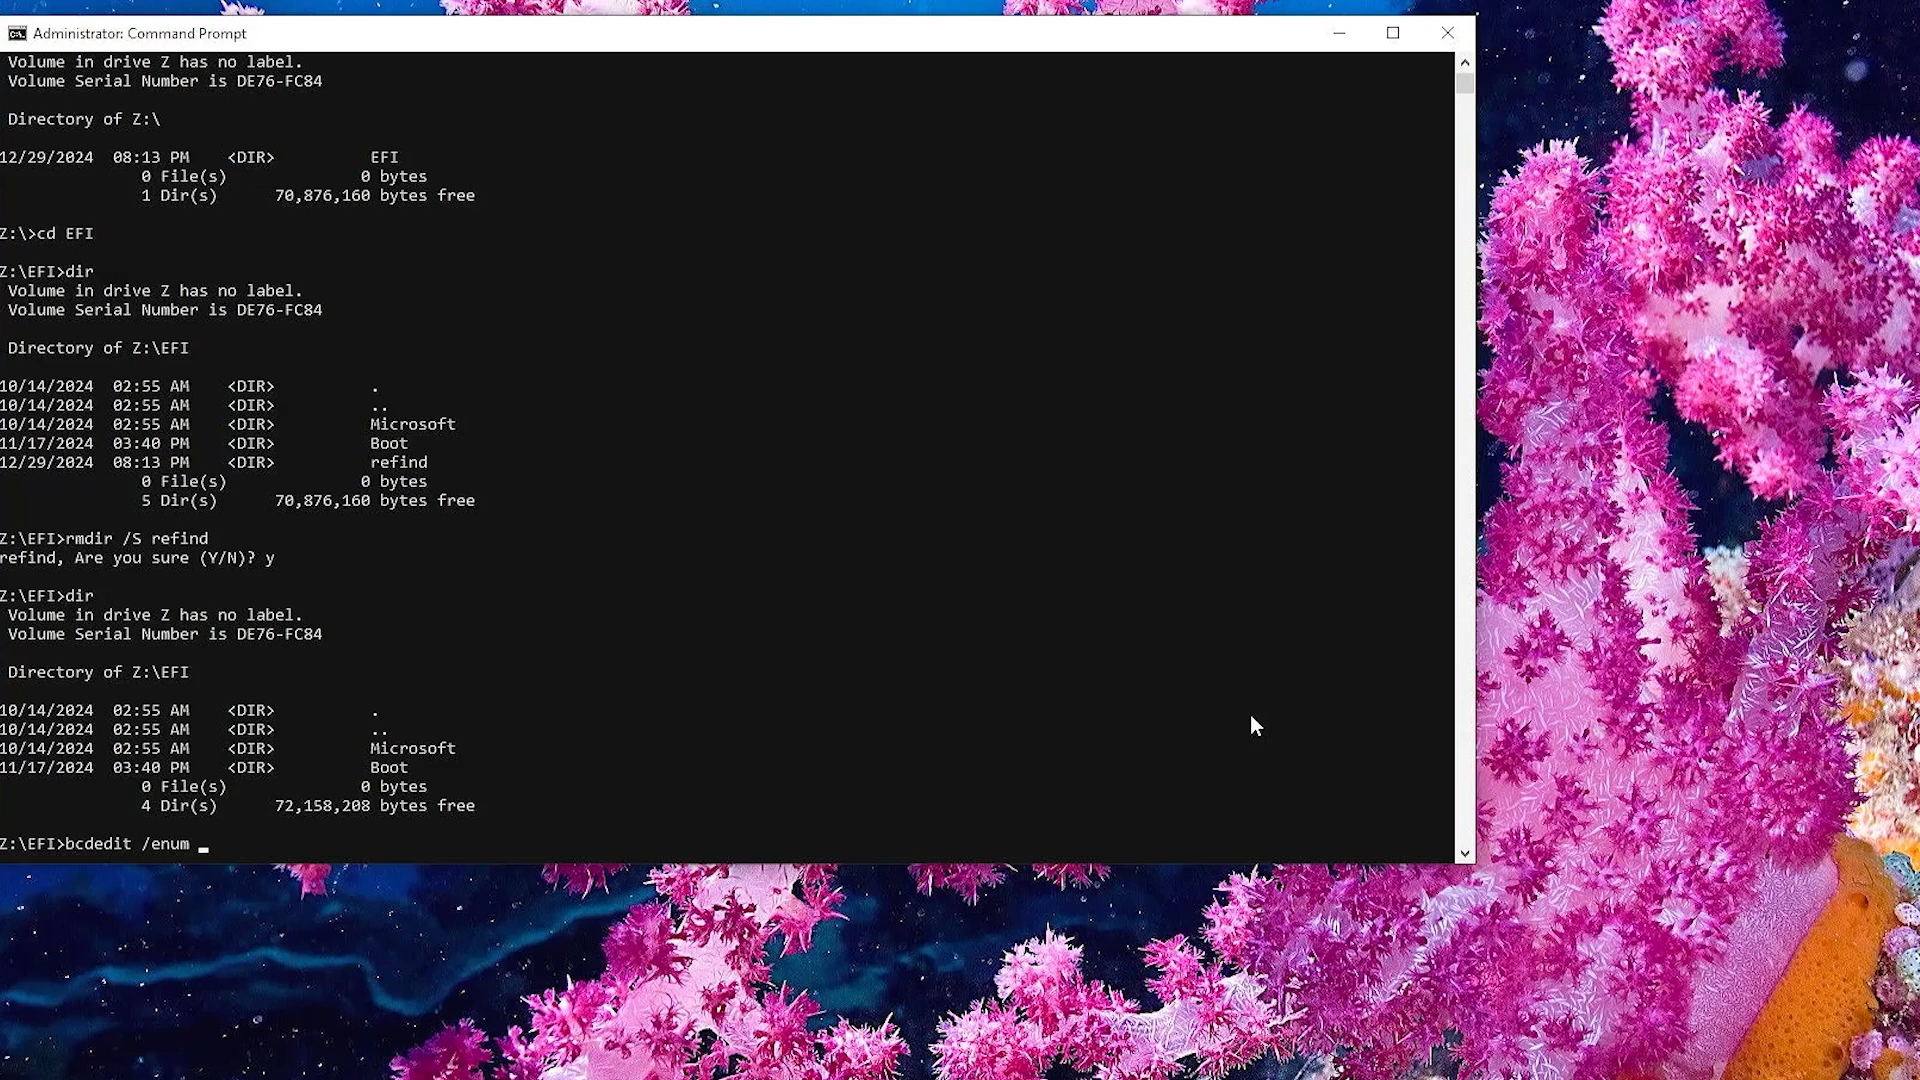 Administrator: Command Prompt
Volume in drive Z has no label.
Volume Serial Number is DE76-FC84
Directory of Z:\
12/29/2024  08:13 PM    <DIR>          EFI
0 File(s)              0 bytes
1 Dir(s)      70,876,160 bytes free
Z:\>cd EFI
Z:\EFI>dir
Volume in drive Z has no label.
Volume Serial Number is DE76-FC84
Directory of Z:\EFI
10/14/2024  02:55 AM    <DIR>          .
10/14/2024  02:55 AM    <DIR>          ..
10/14/2024  02:55 AM    <DIR>          Microsoft
11/17/2024  03:40 PM    <DIR>          Boot
12/29/2024  08:13 PM    <DIR>          refind
0 File(s)              0 bytes
5 Dir(s)      70,876,160 bytes free
Z:\EFI>rmdir /S refind
refind, Are you sure (Y/N)? y
Z:\EFI>dir
Volume in drive Z has no label.
Volume Serial Number is DE76-FC84
Directory of Z:\EFI
10/14/2024  02:55 AM    <DIR>          .
10/14/2024  02:55 AM    <DIR>          ..
10/14/2024  02:55 AM    <DIR>          Microsoft
11/17/2024  03:40 PM    <DIR>          Boot
0 File(s)              0 bytes
4 Dir(s)      72,158,208 bytes free
Z:\EFI>bcdedit /enum